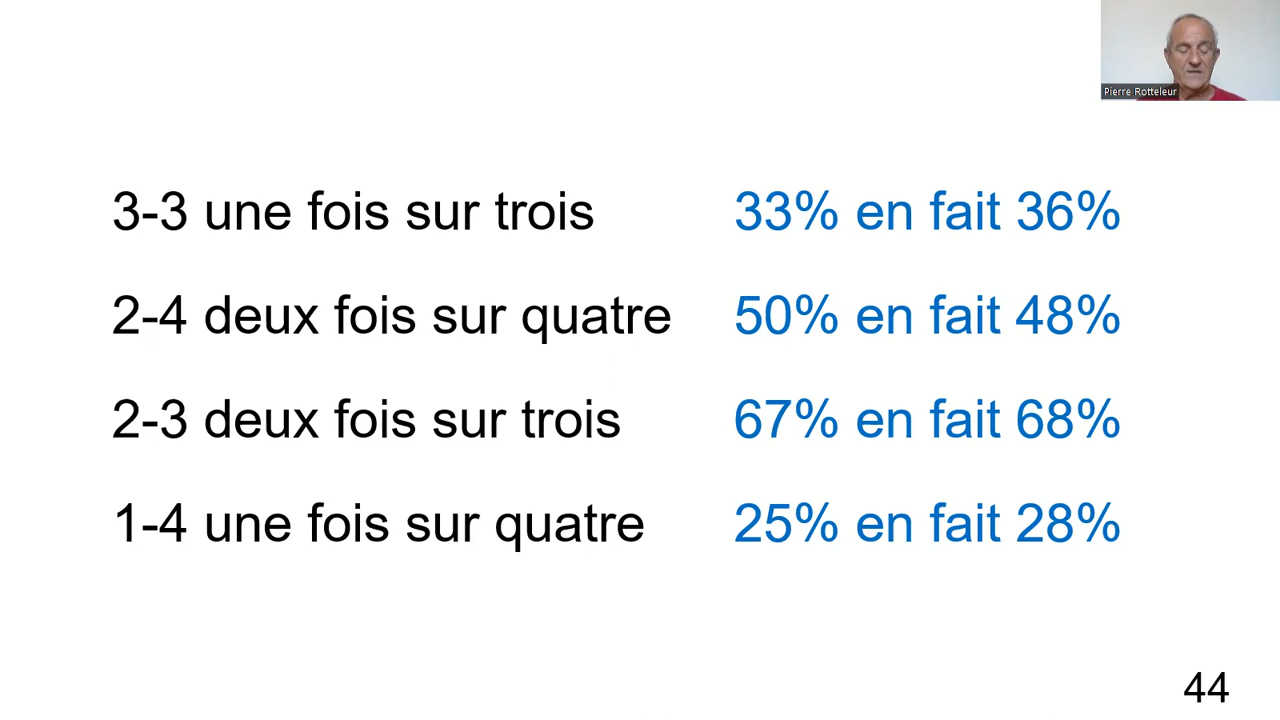 Pierre Rotteleur
3-3 une fois sur trois 33% en fait 36%
2-4 deux fois sur quatre 50% en fait 48%
2-3 deux fois sur trois 67% en fait 68%
1-4 une fois sur quatre 25% en fait 28%
44